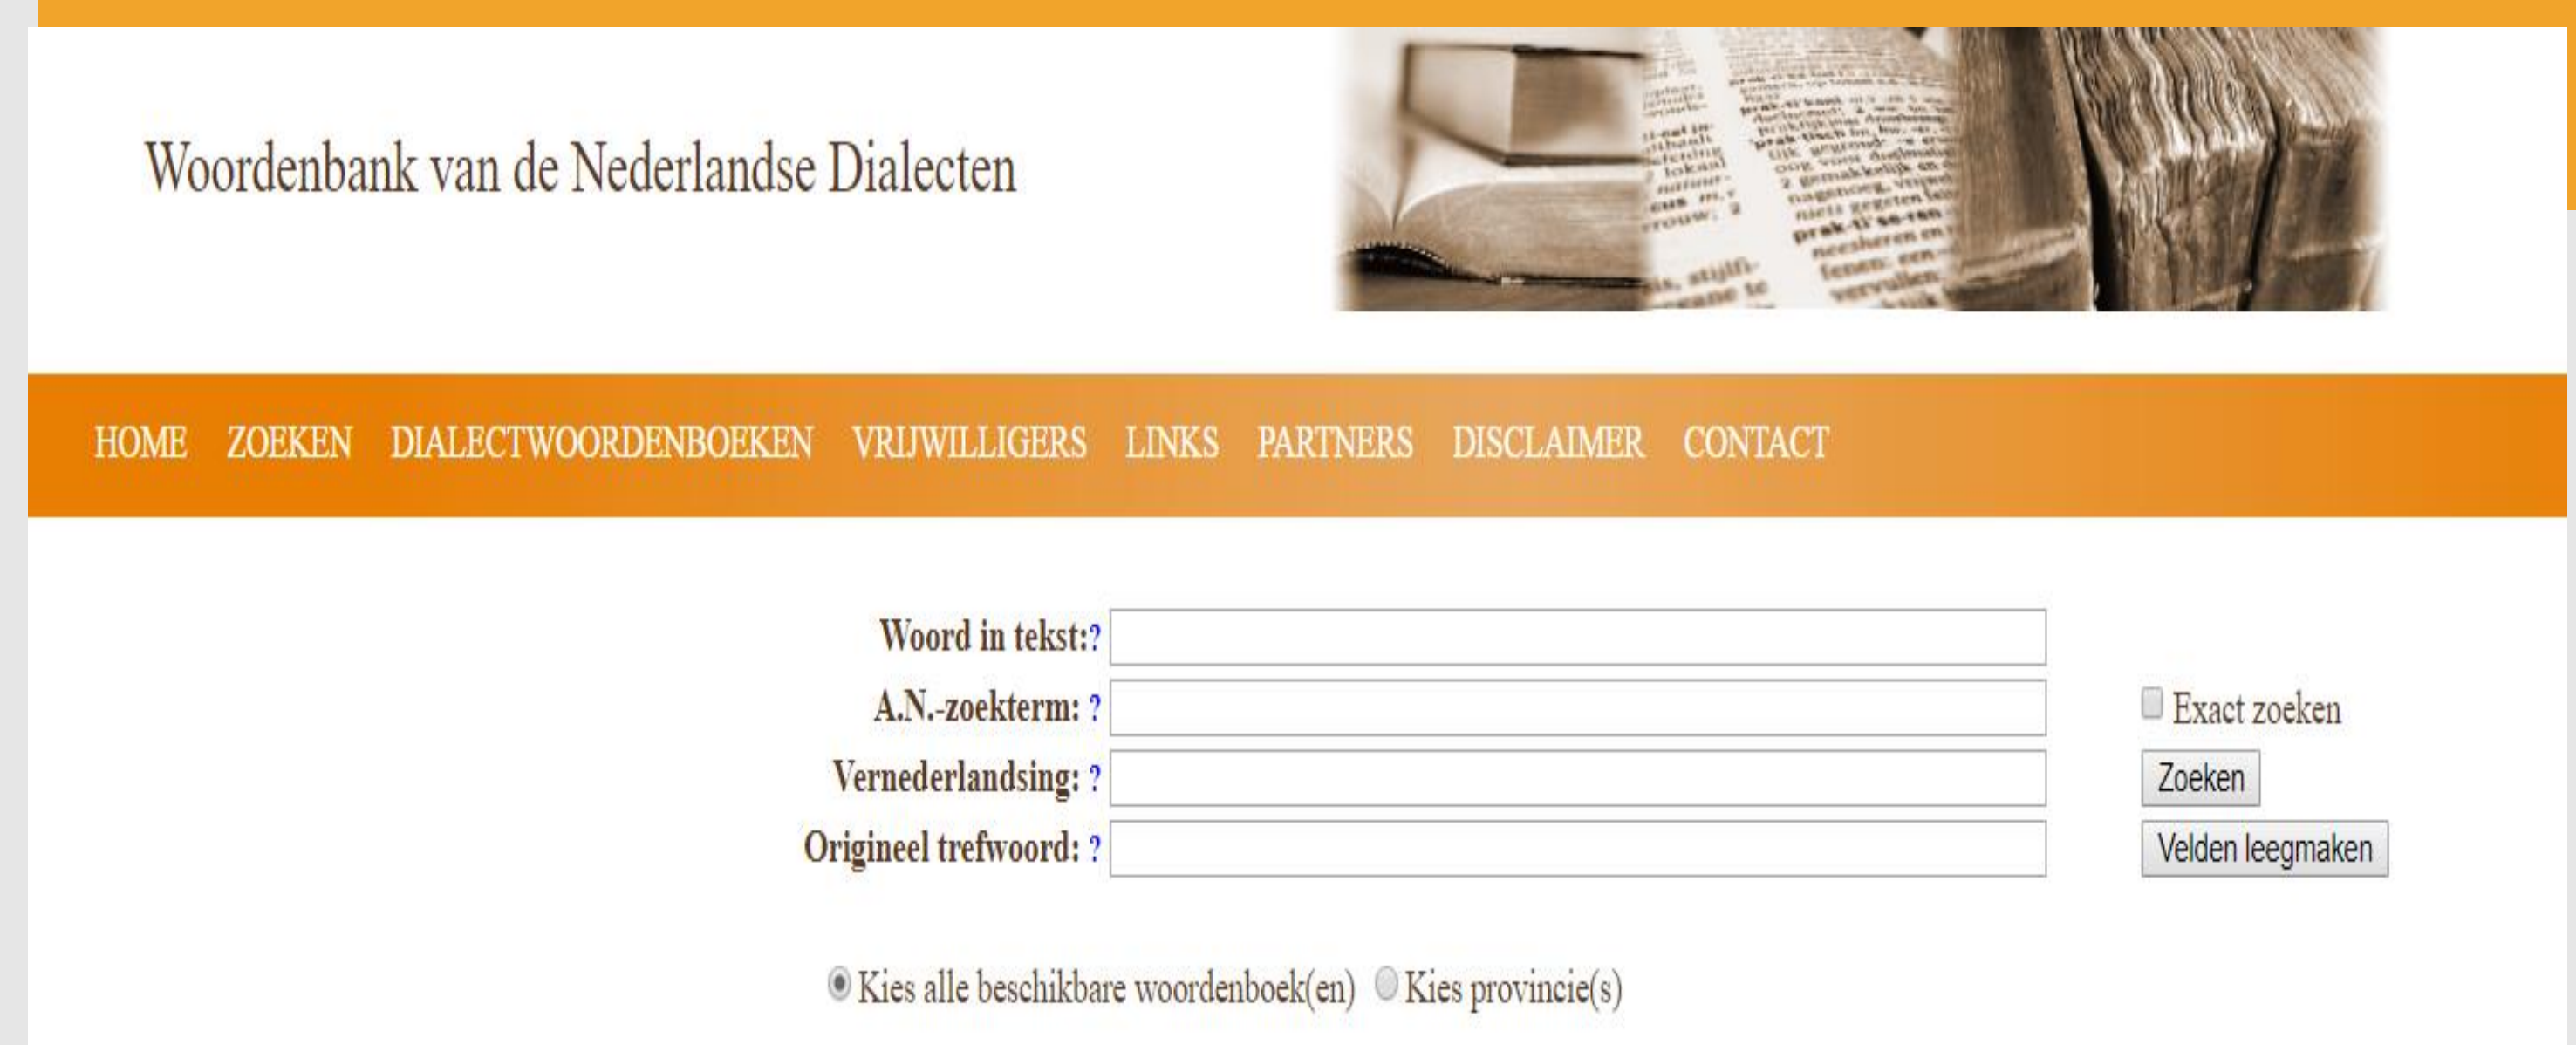 Woordenbank van de Nederlandse Dialecten
HOME ZOEKEN DIALECTWOORDENBOEKEN VRIJWILLIGERS LINKS PARTNERS DISCLAIMER CONTACT
Woord in tekst:?
A.N.-zoekterm: ?
Exact zoeken
Vernederlandsing: ?
Zoeken
Origineel trefwoord: ?
Velden leegmaken
Kies alle beschikbare woordenboek(en) Kies provincie(s)